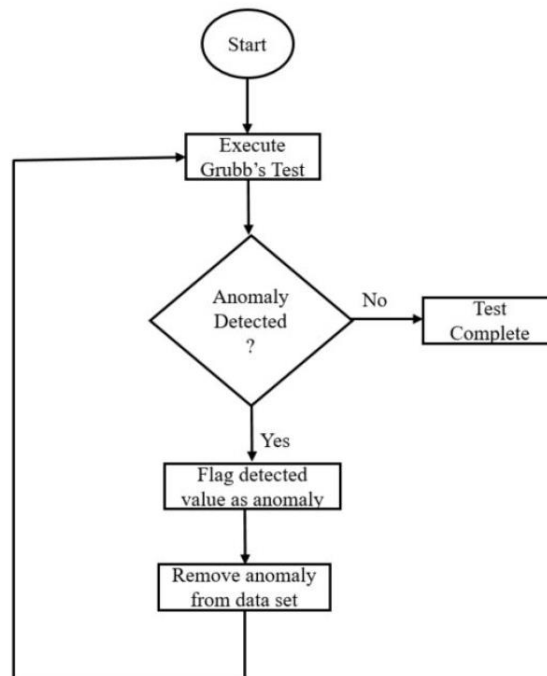 Start
Execute
Grubb's Test
Anomaly
Detected
?
No
Test
Complete
Yes
Flag detected
value as anomaly
Remove anomaly
from data set